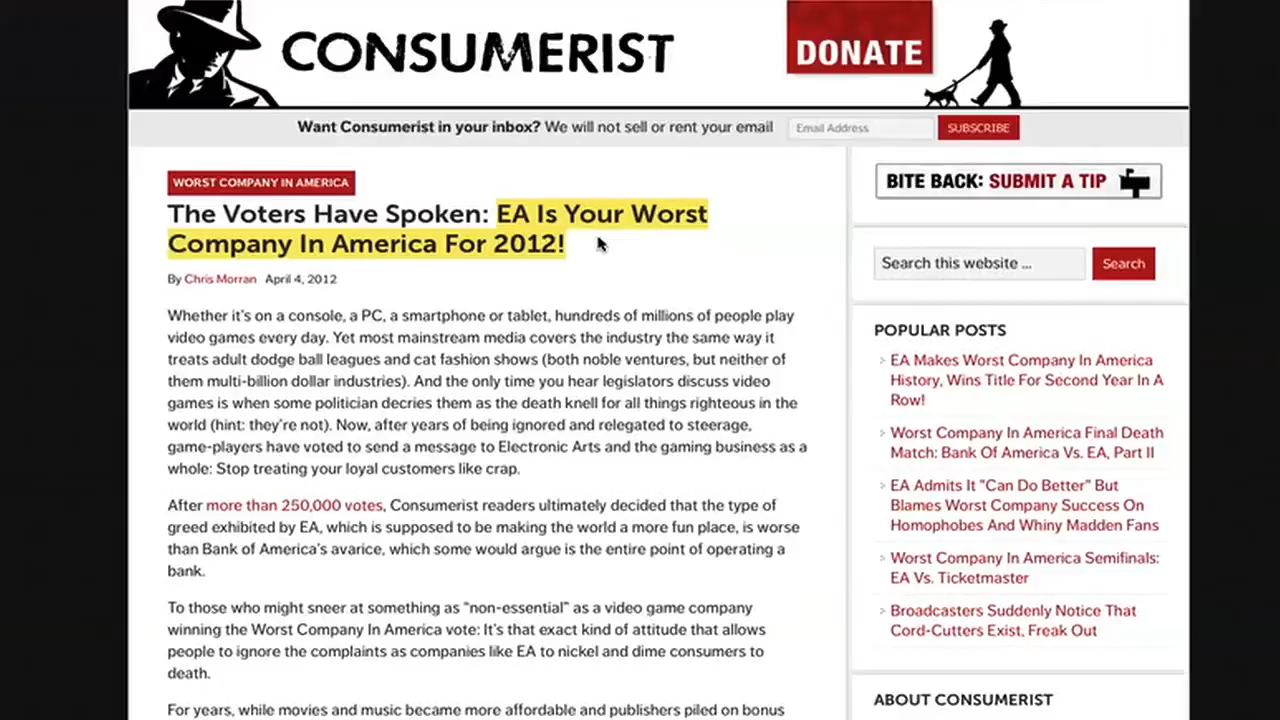 CONSUMERIST
DONATE
Want Consumerist in your inbox? We will not sell or rent your email
Email Address
SUBSCRIBE
WORST COMPANY IN AMERICA
The Voters Have Spoken: EA Is Your Worst
Company In America For 2012!
By Chris Morran April 4, 2012
Whether it's on a console, a PC, a smartphone or tablet, hundreds of millions of people play
video games every day. Yet most mainstream media covers the industry the same way it
treats adult dodge ball leagues and cat fashion shows (both noble ventures, but neither of
them multi-billion dollar industries). And the only time you hear legislators discuss video
games is when some politician decries them as the death knell for all things righteous in the
world (hint: they're not). Now, after years of being ignored and relegated to steerage,
game-players have voted to send a message to Electronic Arts and the gaming business as a
whole: Stop treating your loyal customers like crap.
After more than 250,000 votes, Consumerist readers ultimately decided that the type of
greed exhibited by EA, which is supposed to be making the world a more fun place, is worse
than Bank of America's avarice, which some would argue is the entire point of operating a
bank.
To those who might sneer at something as "non-essential" as a video game company
winning the Worst Company In America vote: It's that exact kind of attitude that allows
people to ignore the complaints as companies like EA to nickel and dime consumers to
death.
For years, while movies and music became more affordable and publishers piled on bonus
BITE BACK: SUBMIT A TIP
Search this website ...
Search
POPULAR POSTS
EA Makes Worst Company In America
History, Wins Title For Second Year In A
Row!
Worst Company In America Final Death
Match: Bank Of America Vs. EA, Part II
EA Admits It "Can Do Better" But
Blames Worst Company Success On
Homophobes And Whiny Madden Fans
Worst Company In America Semifinals:
EA Vs. Ticketmaster
Broadcasters Suddenly Notice That
Cord-Cutters Exist, Freak Out
ABOUT CONSUMERIST